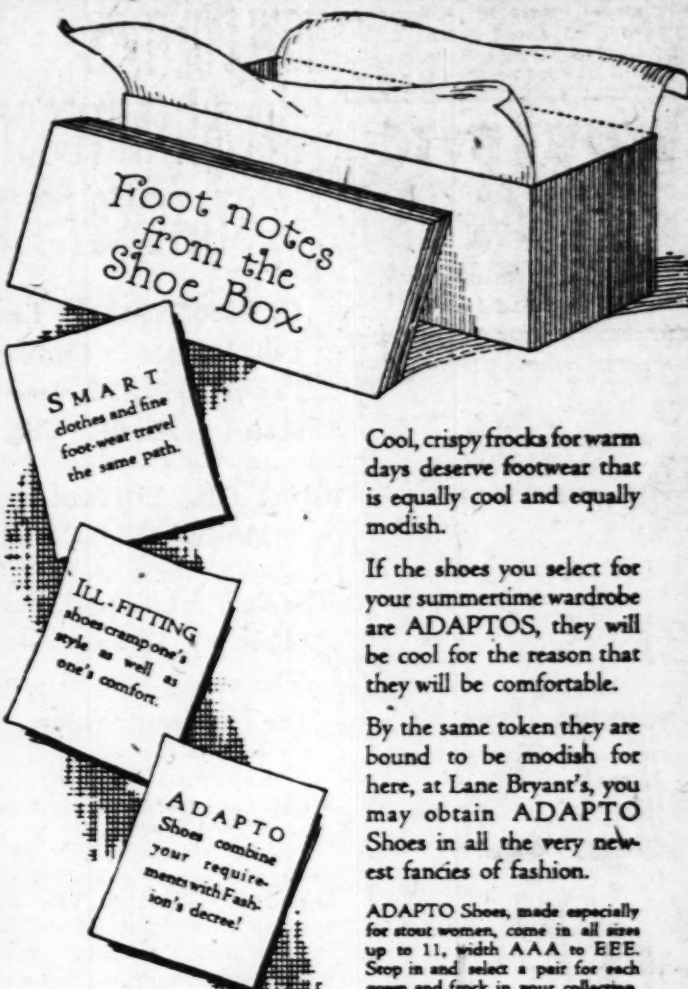 Foot notes
from the
Shoe Box
SMART
clothes and fine
foot-wear travel
the same path.
ILL-FITTING
shoes cramp one's
style as well as
one's comfort.
ADAPTO
Shoes combine
your require-
ments with Fash-
ion's decree!
Cool, crispy frocks for warm
days deserve footwear that
is equally cool and equally
modish.
If the shoes you select for
your summertime wardrobe
are ADAPTOS, they will
be cool for the reason that
they will be comfortable.
By the same token they are
bound to be modish for
here, at Lane Bryant's, you
may obtain ADAPTO
Shoes in all the very new-
est fancies of fashion.
ADAPTO Shoes, made especially
for stout women, come in all sizes
up to 11, width AAA to EEE.
Stop in and select a pair for each
gown and frock in your collection.